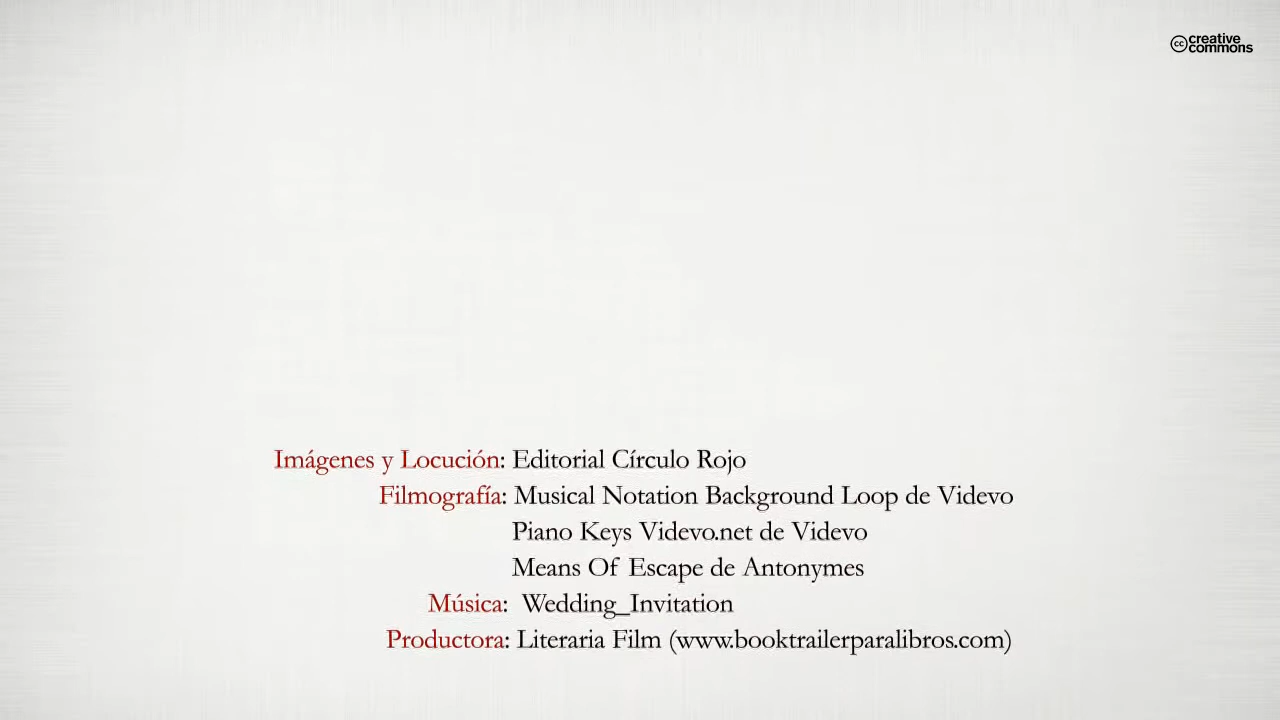 cc creative
commons
Imágenes y Locución: Editorial Círculo Rojo
Filmografía: Musical Notation Background Loop de Videvo
Piano Keys Videvo.net de Videvo
Means Of Escape de Antonymes
Música: Wedding_Invitation
Productora: Literaria Film (www.booktrailerparalibros.com)